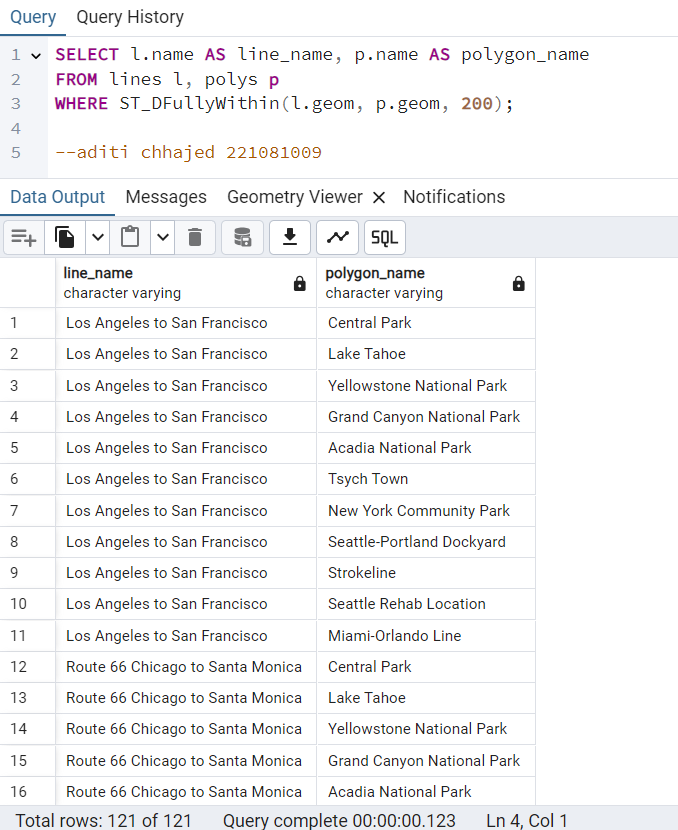 Query Query History
1 SELECT l.name AS line_name, p.name AS polygon_name
2 FROM lines l, polys p
3 WHERE ST_DFullyWithin(l.geom, p.geom, 200);
4
5 --aditi chhajed 221081009
Data Output Messages Geometry Viewer Notifications
SQL
line_name polygon_name
character varying character varying
1 Los Angeles to San Francisco Central Park
2 Los Angeles to San Francisco Lake Tahoe
3 Los Angeles to San Francisco Yellowstone National Park
4 Los Angeles to San Francisco Grand Canyon National Park
5 Los Angeles to San Francisco Acadia National Park
6 Los Angeles to San Francisco Tsych Town
7 Los Angeles to San Francisco New York Community Park
8 Los Angeles to San Francisco Seattle-Portland Dockyard
9 Los Angeles to San Francisco Strokeline
10 Los Angeles to San Francisco Seattle Rehab Location
11 Los Angeles to San Francisco Miami-Orlando Line
12 Route 66 Chicago to Santa Monica Central Park
13 Route 66 Chicago to Santa Monica Lake Tahoe
14 Route 66 Chicago to Santa Monica Yellowstone National Park
15 Route 66 Chicago to Santa Monica Grand Canyon National Park
16 Route 66 Chicago to Santa Monica Acadia National Park
Total rows: 121 of 121 Query complete 00:00:00.123 Ln 4, Col 1